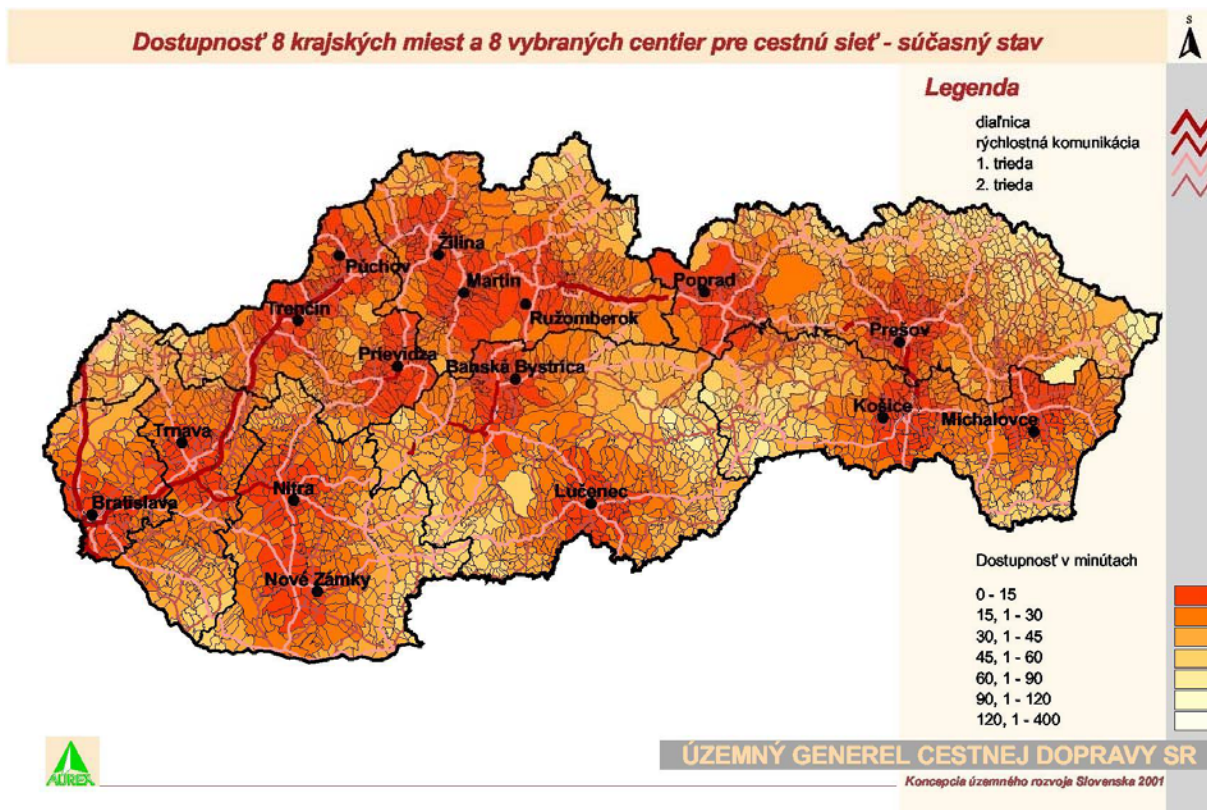 Dostupnosť 8 krajských miest a 8 vybraných centier pre cestnú sieť - súčasný stav
S
Legenda
diaľnica
rýchlostná komunikácia
1. trieda
2. trieda
Žilina
Púchov
Martin
Poprad
Trenčín
Ružomberok
Prešov
Prievidza
Banská Bystrica
Košice
Michalovce
Trnava
Nitra
Lučenec
Bratislava
Nové Zámky
Dostupnosť v minútach
0 - 15
15, 1 - 30
30, 1 - 45
45, 1 - 60
60, 1 - 90
90, 1 - 120
120, 1 - 400
ÚZEMNÝ GENEREL CESTNEJ DOPRAVY SR
AUREX
Koncepcia územného rozvoja Slovenska 2001